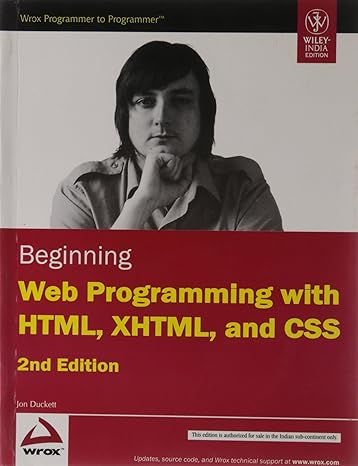 Wrox Programmer to Programmer™
WILEY-
INDIA
EDITION
Beginning
Web Programming with
HTML, XHTML, and CSS
2nd Edition
Jon Duckett
This edition is authorized for sale in the Indian sub-continent only.
wrox™
Updates, source code, and Wrox technical support at www.wrox.com